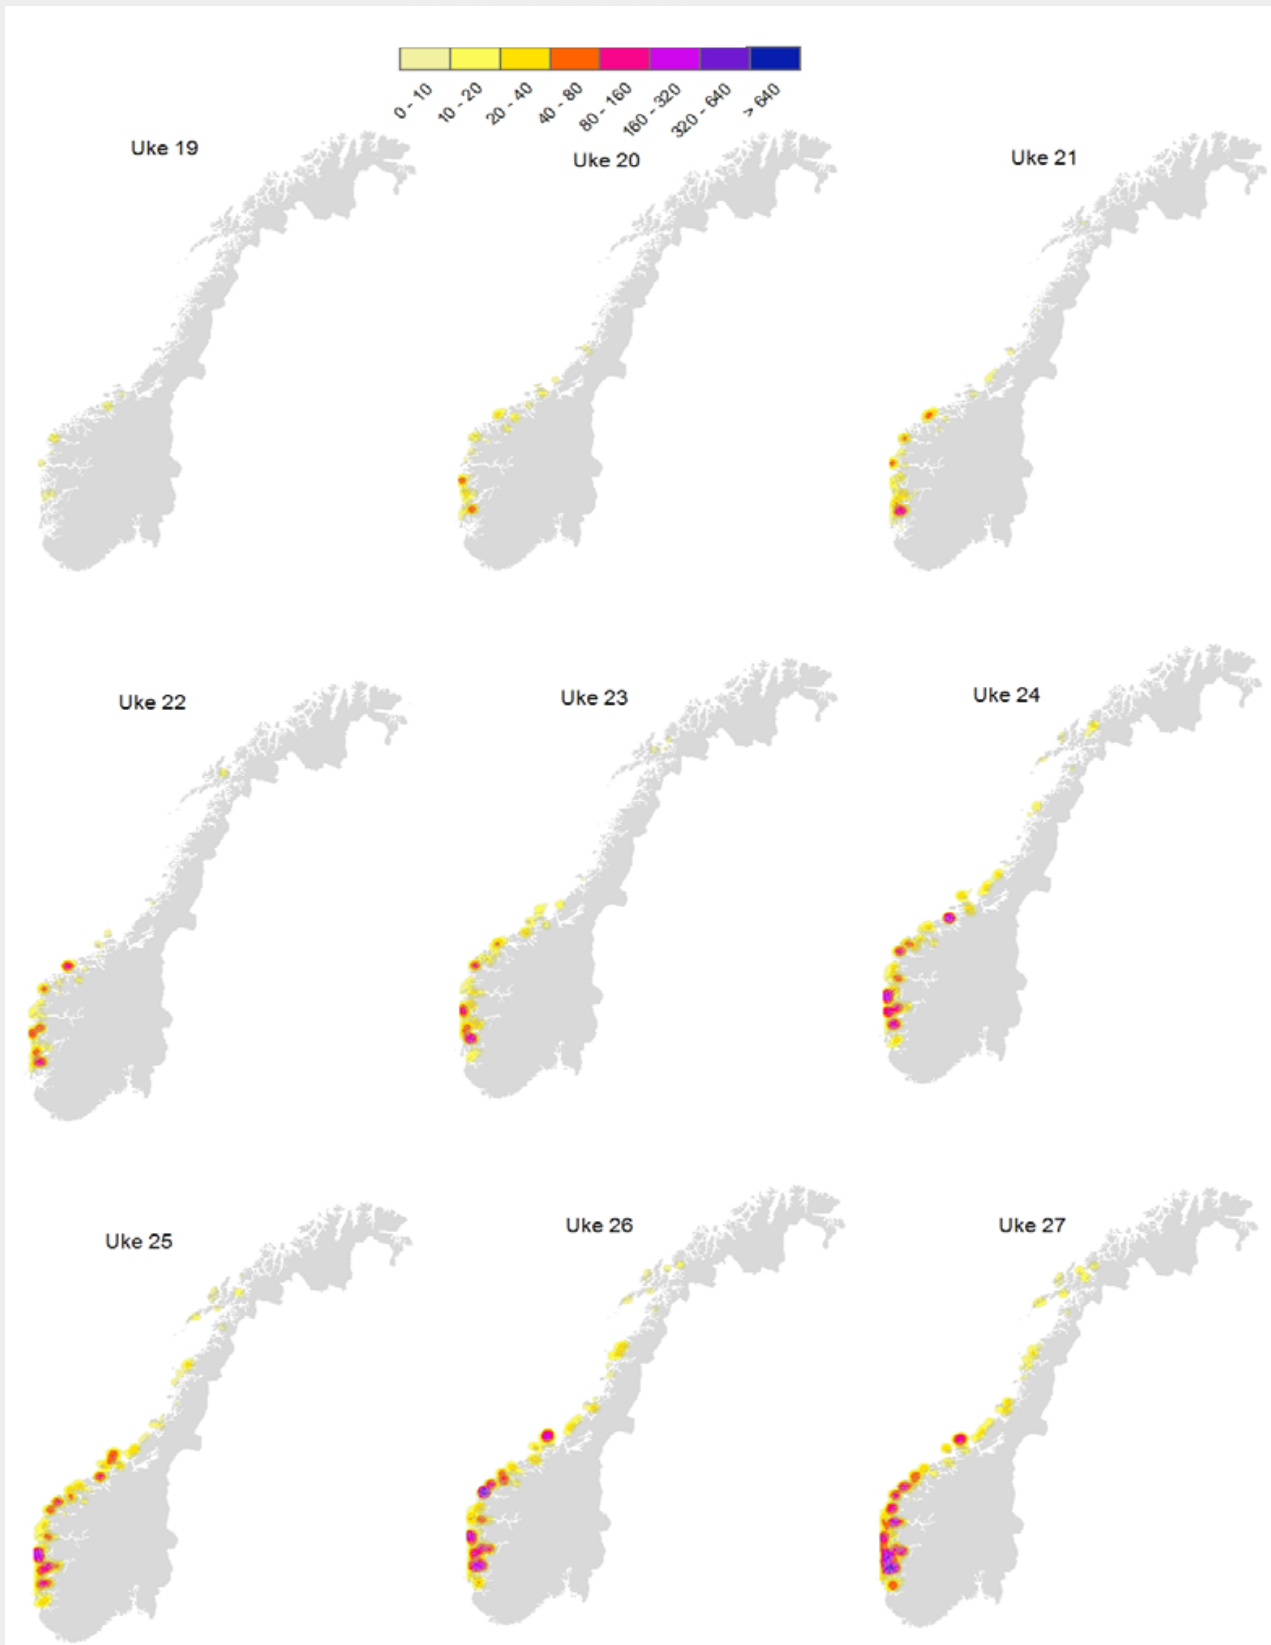 0 - 10
10 - 20
20 - 40
40 - 80
80 - 160
160 - 320
320 - 640
> 640
Uke 19
Uke 20
Uke 21
Uke 22
Uke 23
Uke 24
Uke 25
Uke 26
Uke 27